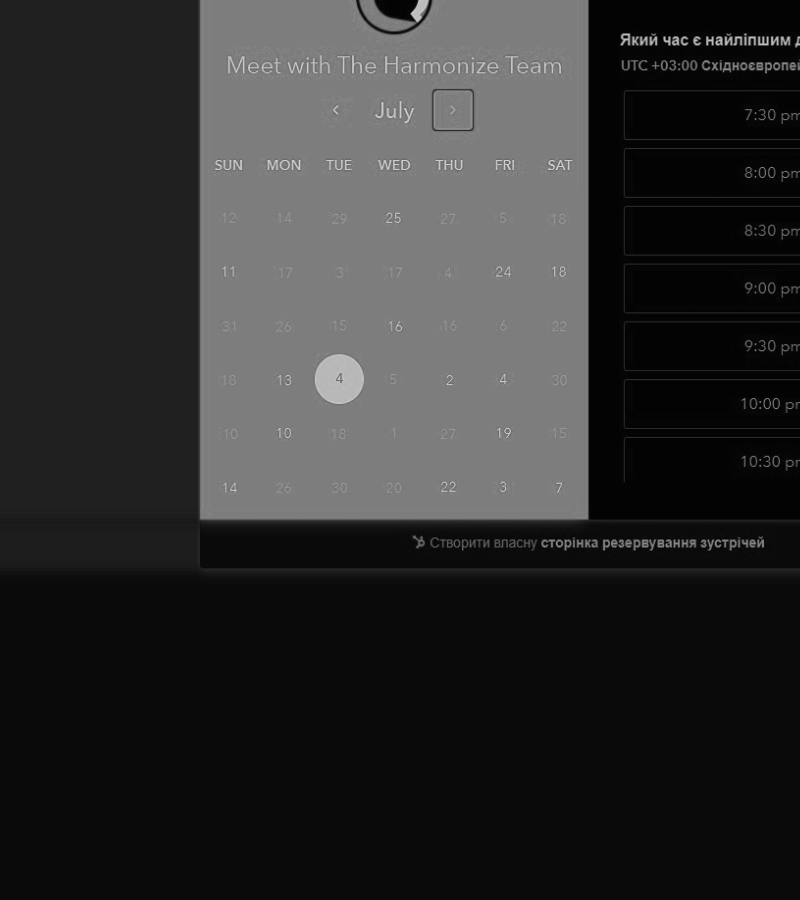 Meet with The Harmonize Team
July
SUN MON TUE WED THU FRI SAT
12 14 29 25 27 5 18
11 17 3 17 4 24 18
31 26 15 16 16 6 22
18 13 4 5 2 4 30
10 10 18 1 27 19 15
14 26 30 20 22 3 7
Який час є найліпшим
UTC +03:00
7:30 pm
8:00 pm
8:30 pm
9:00 pm
9:30 pm
10:00 pm
10:30 pm
Створити власну сторінка резервування зустрічей